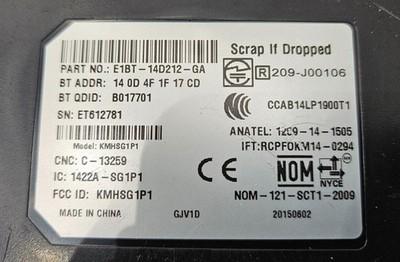 Scrap If Dropped
PART NO.: E1BT-14D212-GA
BT ADDR: 14 0D 4F 1F 17 CD
R 209-J00106
BT QDID: B017701
CCAB14LP1900T1
SN: ET612781
ANATEL: 1209-14-1505
Model: KMHSG1P1
IFT:RCPFOKM14-0294
CNC: C-13259
IC: 1422A-SG1P1
CE
NOM
NYCE
FCC ID: KMHSG1P1
NOM-121-SCT1-2009
MADE IN CHINA
GJV1D
20150602